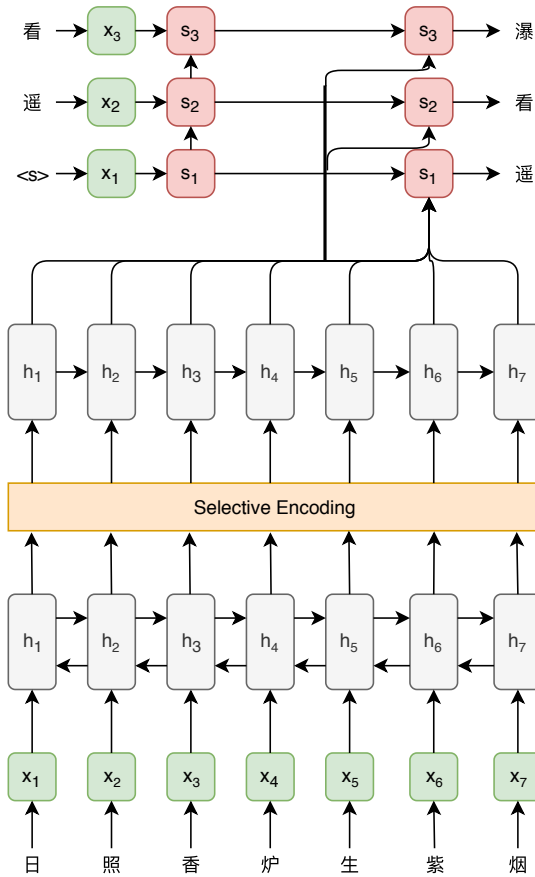 看 x3 s3 s3 瀑
遥 x2 s2 s2 看
<s> x1 s1 s1 遥
h1 h2 h3 h4 h5 h6 h7
Selective Encoding
h1 h2 h3 h4 h5 h6 h7
x1 x2 x3 x4 x5 x6 x7
日 照 香 炉 生 紫 烟